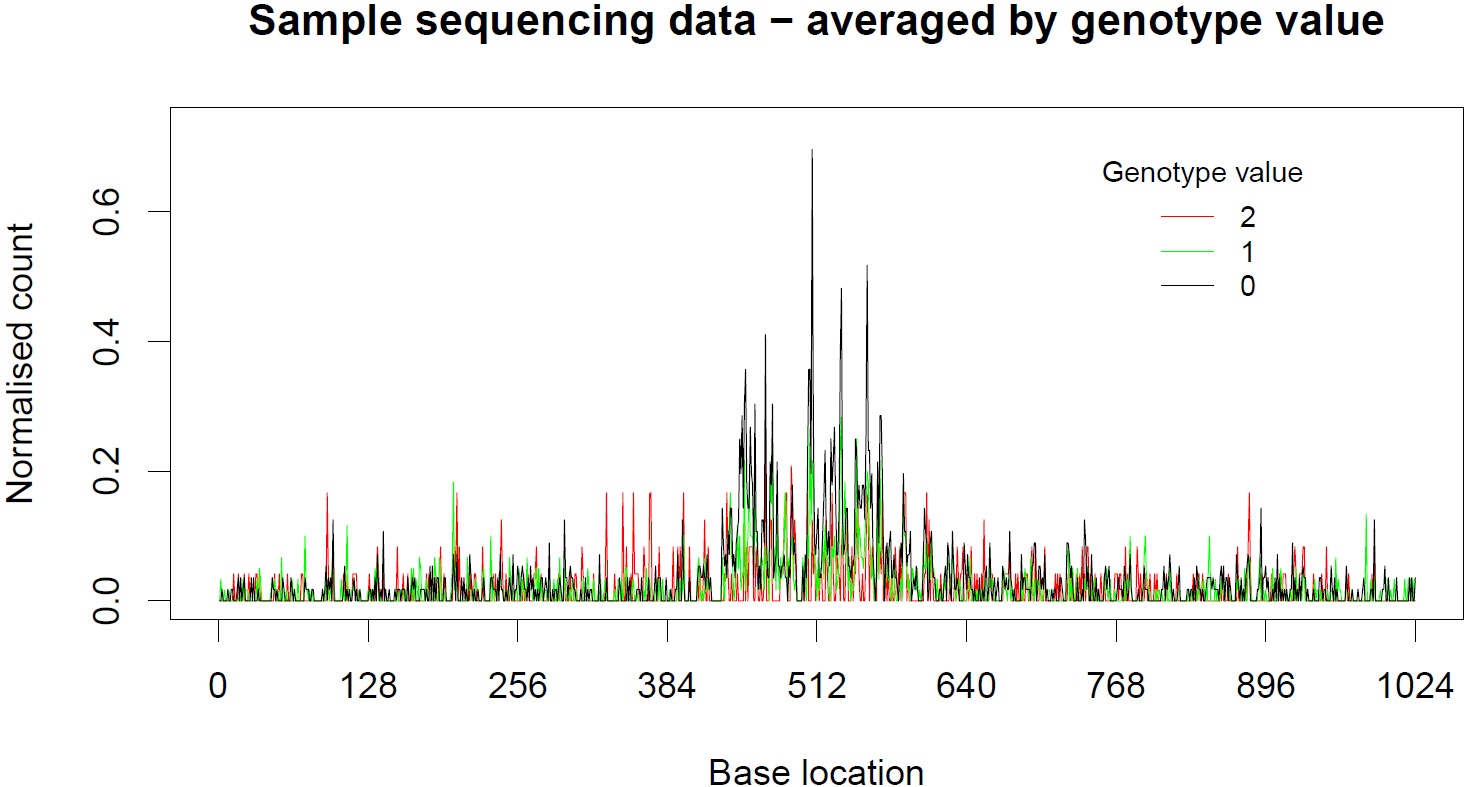 Sample sequencing data − averaged by genotype value
Normalised count
0.6
0.4
0.2
0.0
Genotype value
2
1
0
0 128 256 384 512 640 768 896 1024
Base location